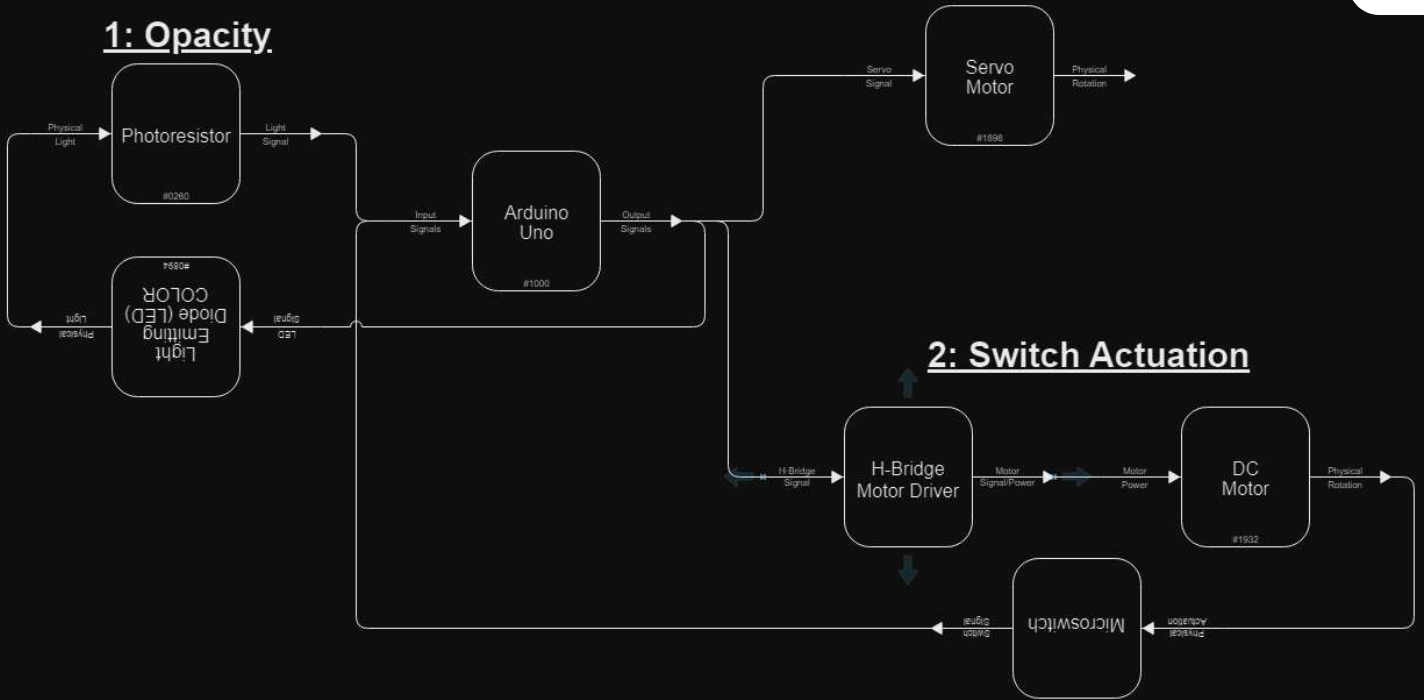 1: Opacity
Physical
Light
Photoresistor
#0260
Light
Signal
Input
Signals
Arduino
Uno
#1000
Output
Signals
Servo
Signal
Servo
Motor
#1696
Physical
Rotation
LED
Signal
Light
Emitting
Diode (LED)
COLOR
#0894
Physical
Light
2: Switch Actuation
H-Bridge
Signal
H-Bridge
Motor Driver
Motor
Signal/Power
Motor
Power
DC
Motor
#1932
Physical
Rotation
Physical
Actuation
Microswitch
Switch
Signal